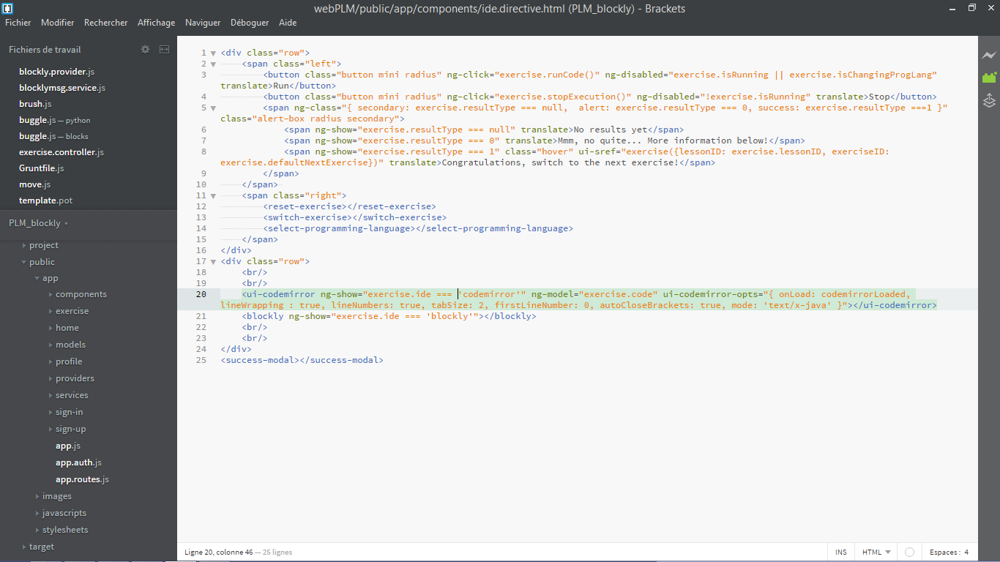 webPLM/public/app/components/ide.directive.html (PLM_blockly) - Brackets
Fichier Modifier Rechercher Affichage Naviguer Déboguer Aide
Fichiers de travail
blockly.provider.js
blocklymsg.service.js
brush.js
buggle.js — python
buggle.js — blocks
exercise.controller.js
Gruntfile.js
move.js
template.pot
PLM_blockly
project
public
app
components
exercise
home
models
profile
providers
services
sign-in
sign-up
app.js
app.auth.js
app.routes.js
images
javascripts
stylesheets
target
1 <div class="row">
2 <span class="left">
3 <button class="button mini radius" ng-click="exercise.runCode()" ng-disabled="exercise.isRunning || exercise.isChangingProgLang"
translate>Run</button>
4 <button class="button mini radius" ng-click="exercise.stopExecution()" ng-disabled="!exercise.isRunning" translate>Stop</button>
5 <span ng-class="{ secondary: exercise.resultType === null,  alert: exercise.resultType === 0, success: exercise.resultType ===1 }"
class="alert-box radius secondary">
6 <span ng-show="exercise.resultType === null" translate>No results yet</span>
7 <span ng-show="exercise.resultType === 0" translate>Mmm, no quite... More information below!</span>
8 <span ng-show="exercise.resultType === 1" class="hover" ui-sref="exercise({lessonID: exercise.lessonID, exerciseID:
exercise.defaultNextExercise})" translate>Congratulations, switch to the next exercise!</span>
9 </span>
10 </span>
11 <span class="right">
12 <reset-exercise></reset-exercise>
13 <switch-exercise></switch-exercise>
14 <select-programming-language></select-programming-language>
15 </span>
16 </div>
17 <div class="row">
18 <br/>
19 <br/>
20 <ui-codemirror ng-show="exercise.ide === 'codemirror'" ng-model="exercise.code" ui-codemirror-opts="{ onLoad: codemirrorLoaded,
lineWrapping : true, lineNumbers: true, tabSize: 2, firstLineNumber: 0, autoCloseBrackets: true, mode: 'text/x-java' }"></ui-codemirror>
21 <blockly ng-show="exercise.ide === 'blockly'"></blockly>
22 <br/>
23 <br/>
24 </div>
25 <success-modal></success-modal>
Ligne 20, colonne 46 — 25 lignes
INS HTML Espaces : 4